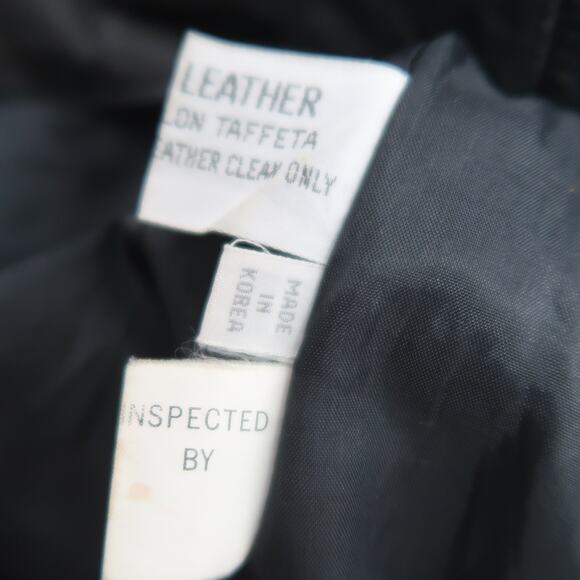 LEATHER
LON TAFFETA
EATHER CLEAN ONLY
MADE
IN
KOREA
INSPECTED
BY